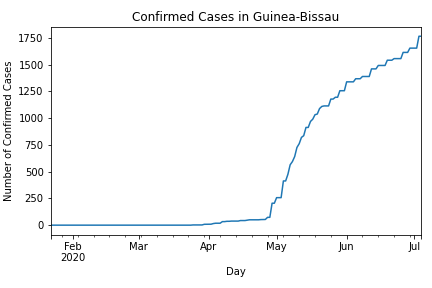 Confirmed Cases in Guinea-Bissau
Number of Confirmed Cases
1750
1500
1250
1000
750
500
250
0
Feb Mar Apr May Jun Jul
2020
Day